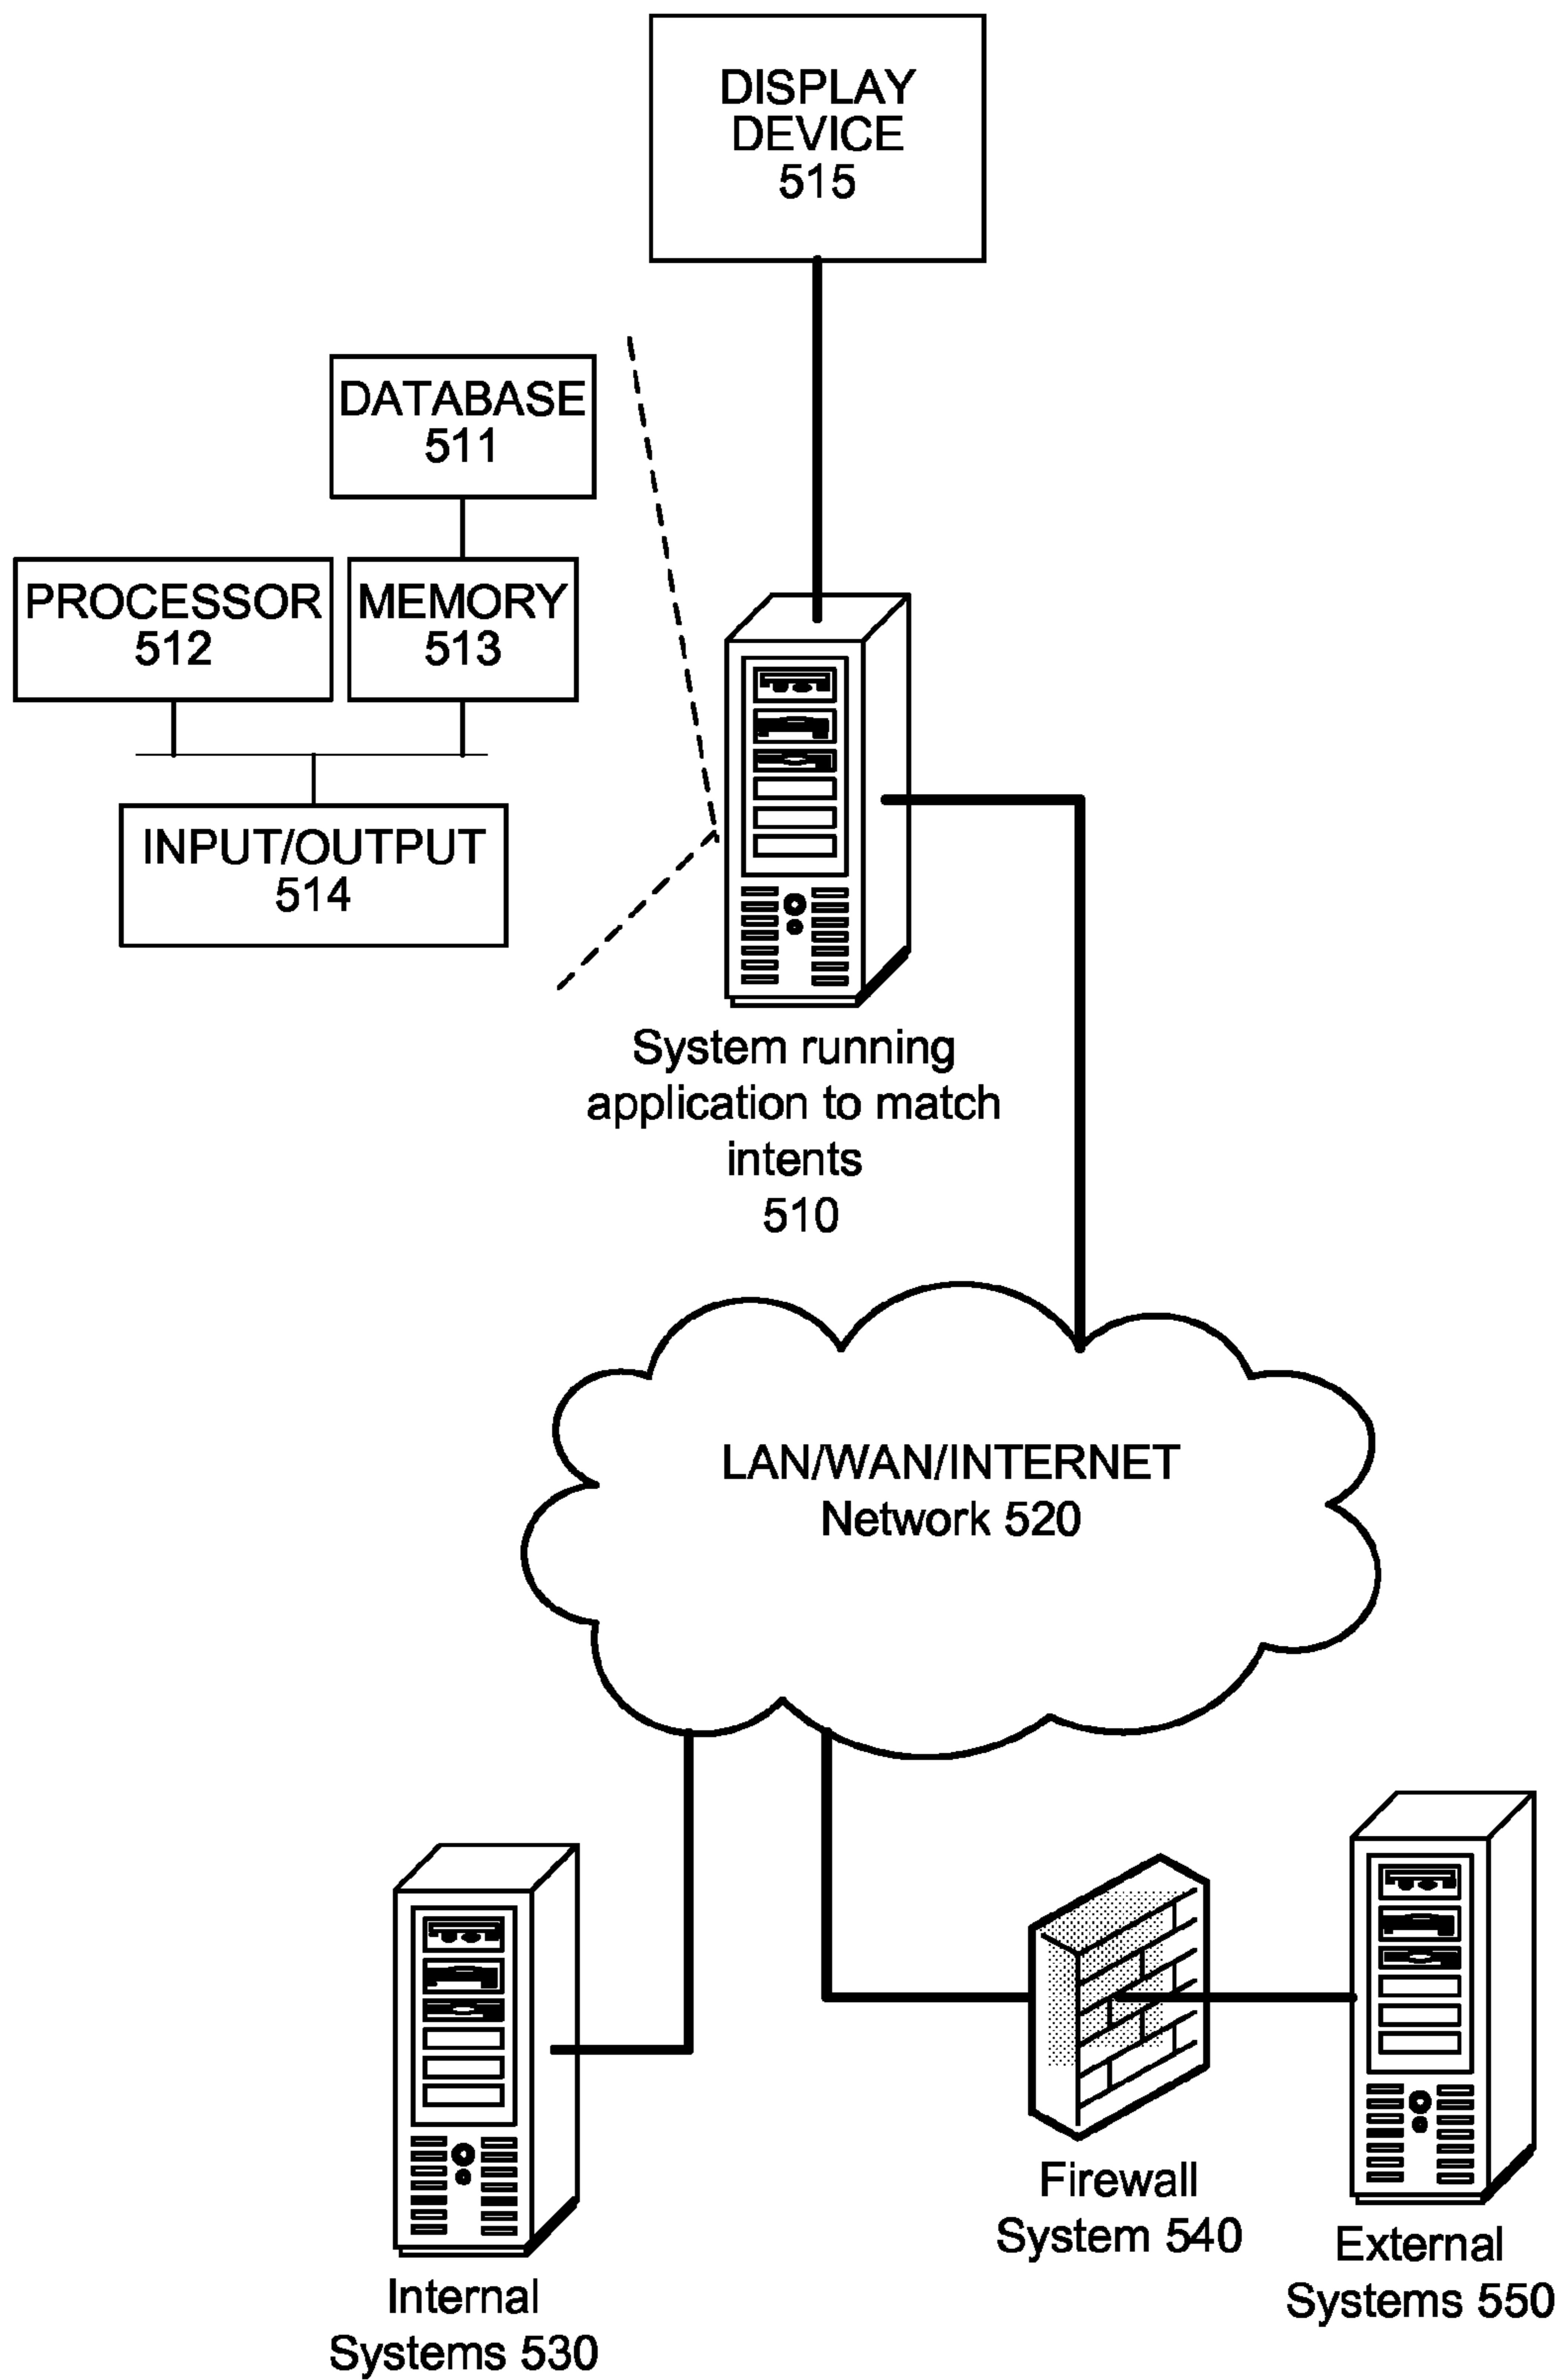 DISPLAY
DEVICE
515
DATABASE
511
PROCESSOR
512
MEMORY
513
INPUT/OUTPUT
514
System running
application to match
intents
510
LAN/WAN/INTERNET
Network 520
Firewall
System 540
External
Systems 550
Internal
Systems 530